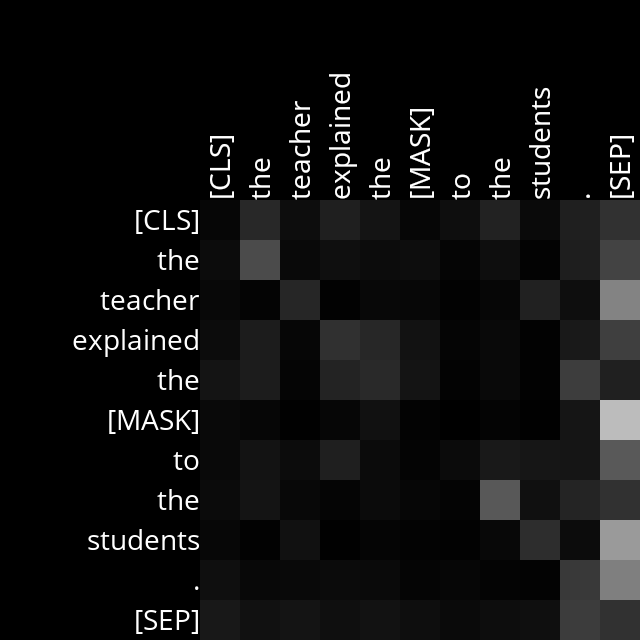 [CLS] the teacher explained the [MASK] to the students . [SEP]
[CLS]
the
teacher
explained
the
[MASK]
to
the
students
.
[SEP]